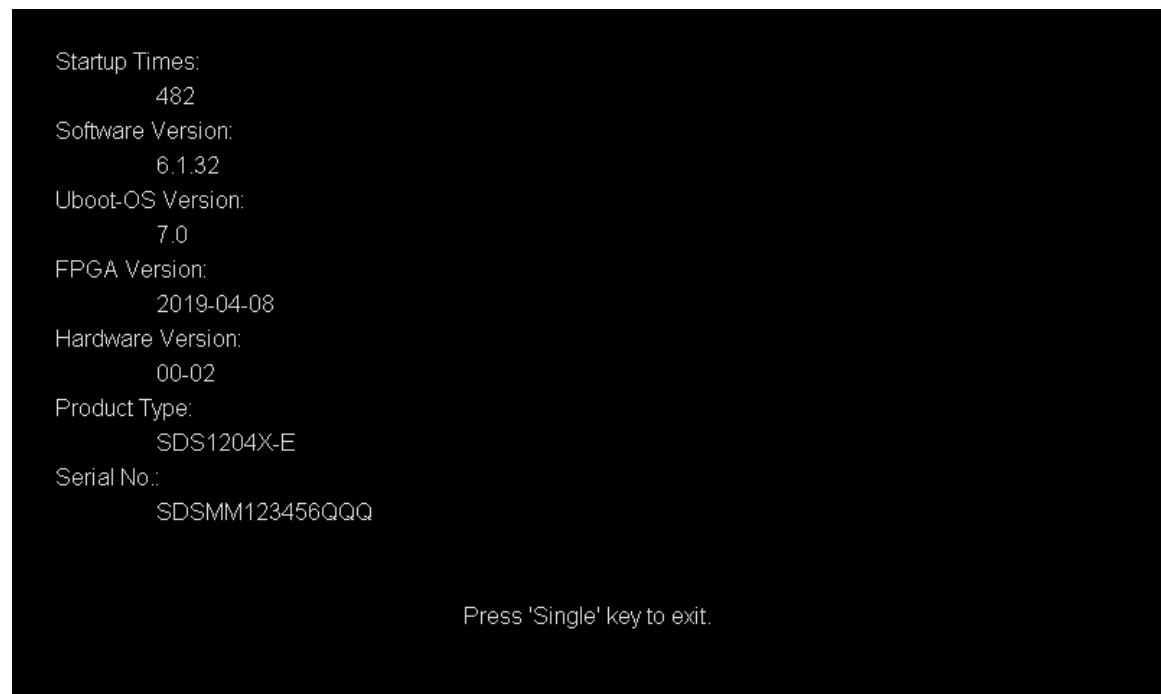 Startup Times:
482
Software Version:
6.1.32
Uboot-OS Version:
7.0
FPGA Version:
2019-04-08
Hardware Version:
00-02
Product Type:
SDS1204X-E
Serial No.:
SDSMM123456QQQ
Press 'Single' key to exit.